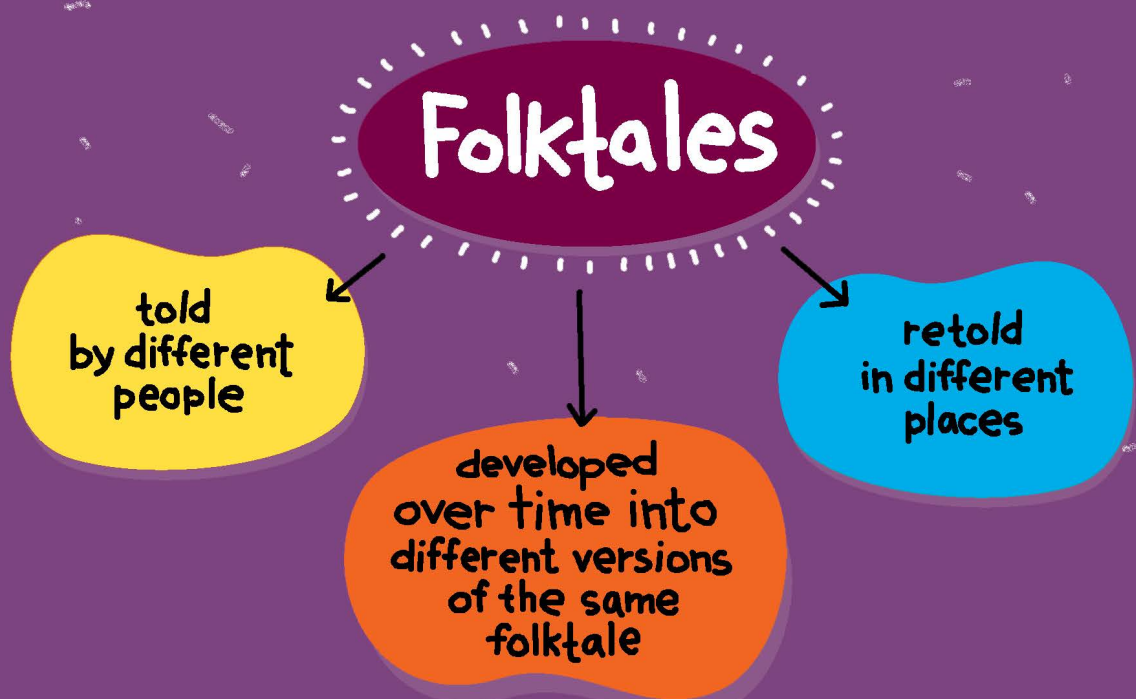 Folktales
told
by different
people
developed
over time into
different versions
of the same
folktale
retold
in different
places